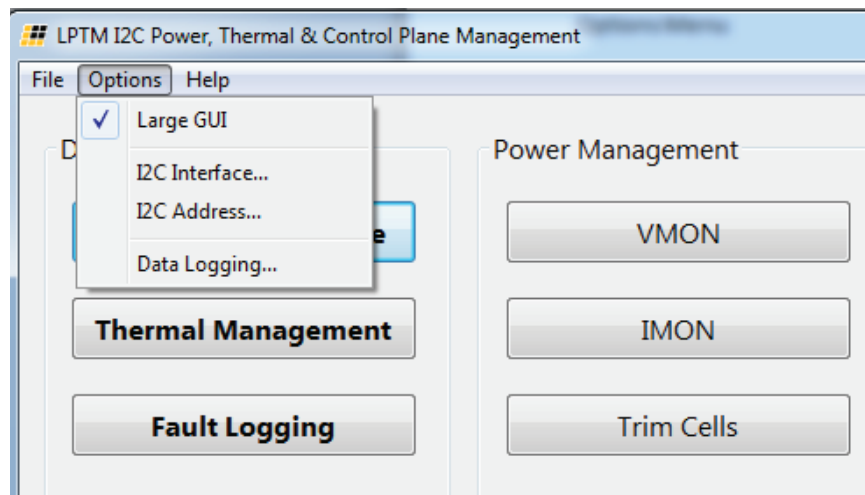 LPTM I2C Power, Thermal & Control Plane Management
File Options Help
Large GUI
I2C Interface...
I2C Address...
Data Logging...
D
e
Thermal Management
Fault Logging
Power Management
VMON
IMON
Trim Cells